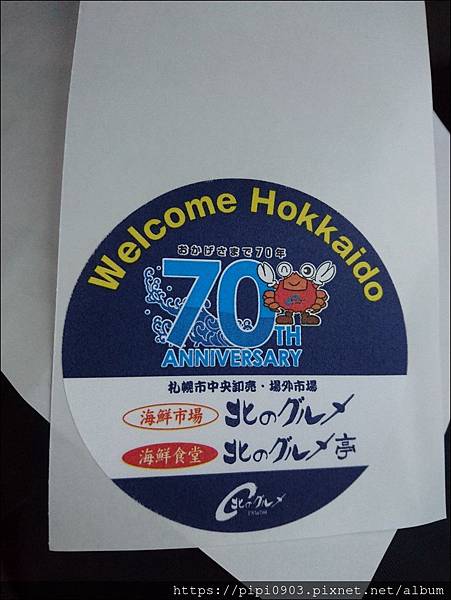 Welcome Hokkaido
おかげさまで70年
70TH
ANNIVERSARY
札幌市中央卸売・場外市場
海鮮市場 北のグルメ
海鮮食堂 北のグルメ亭
北のグルメ
https://pipi0903.pixnet.net/album